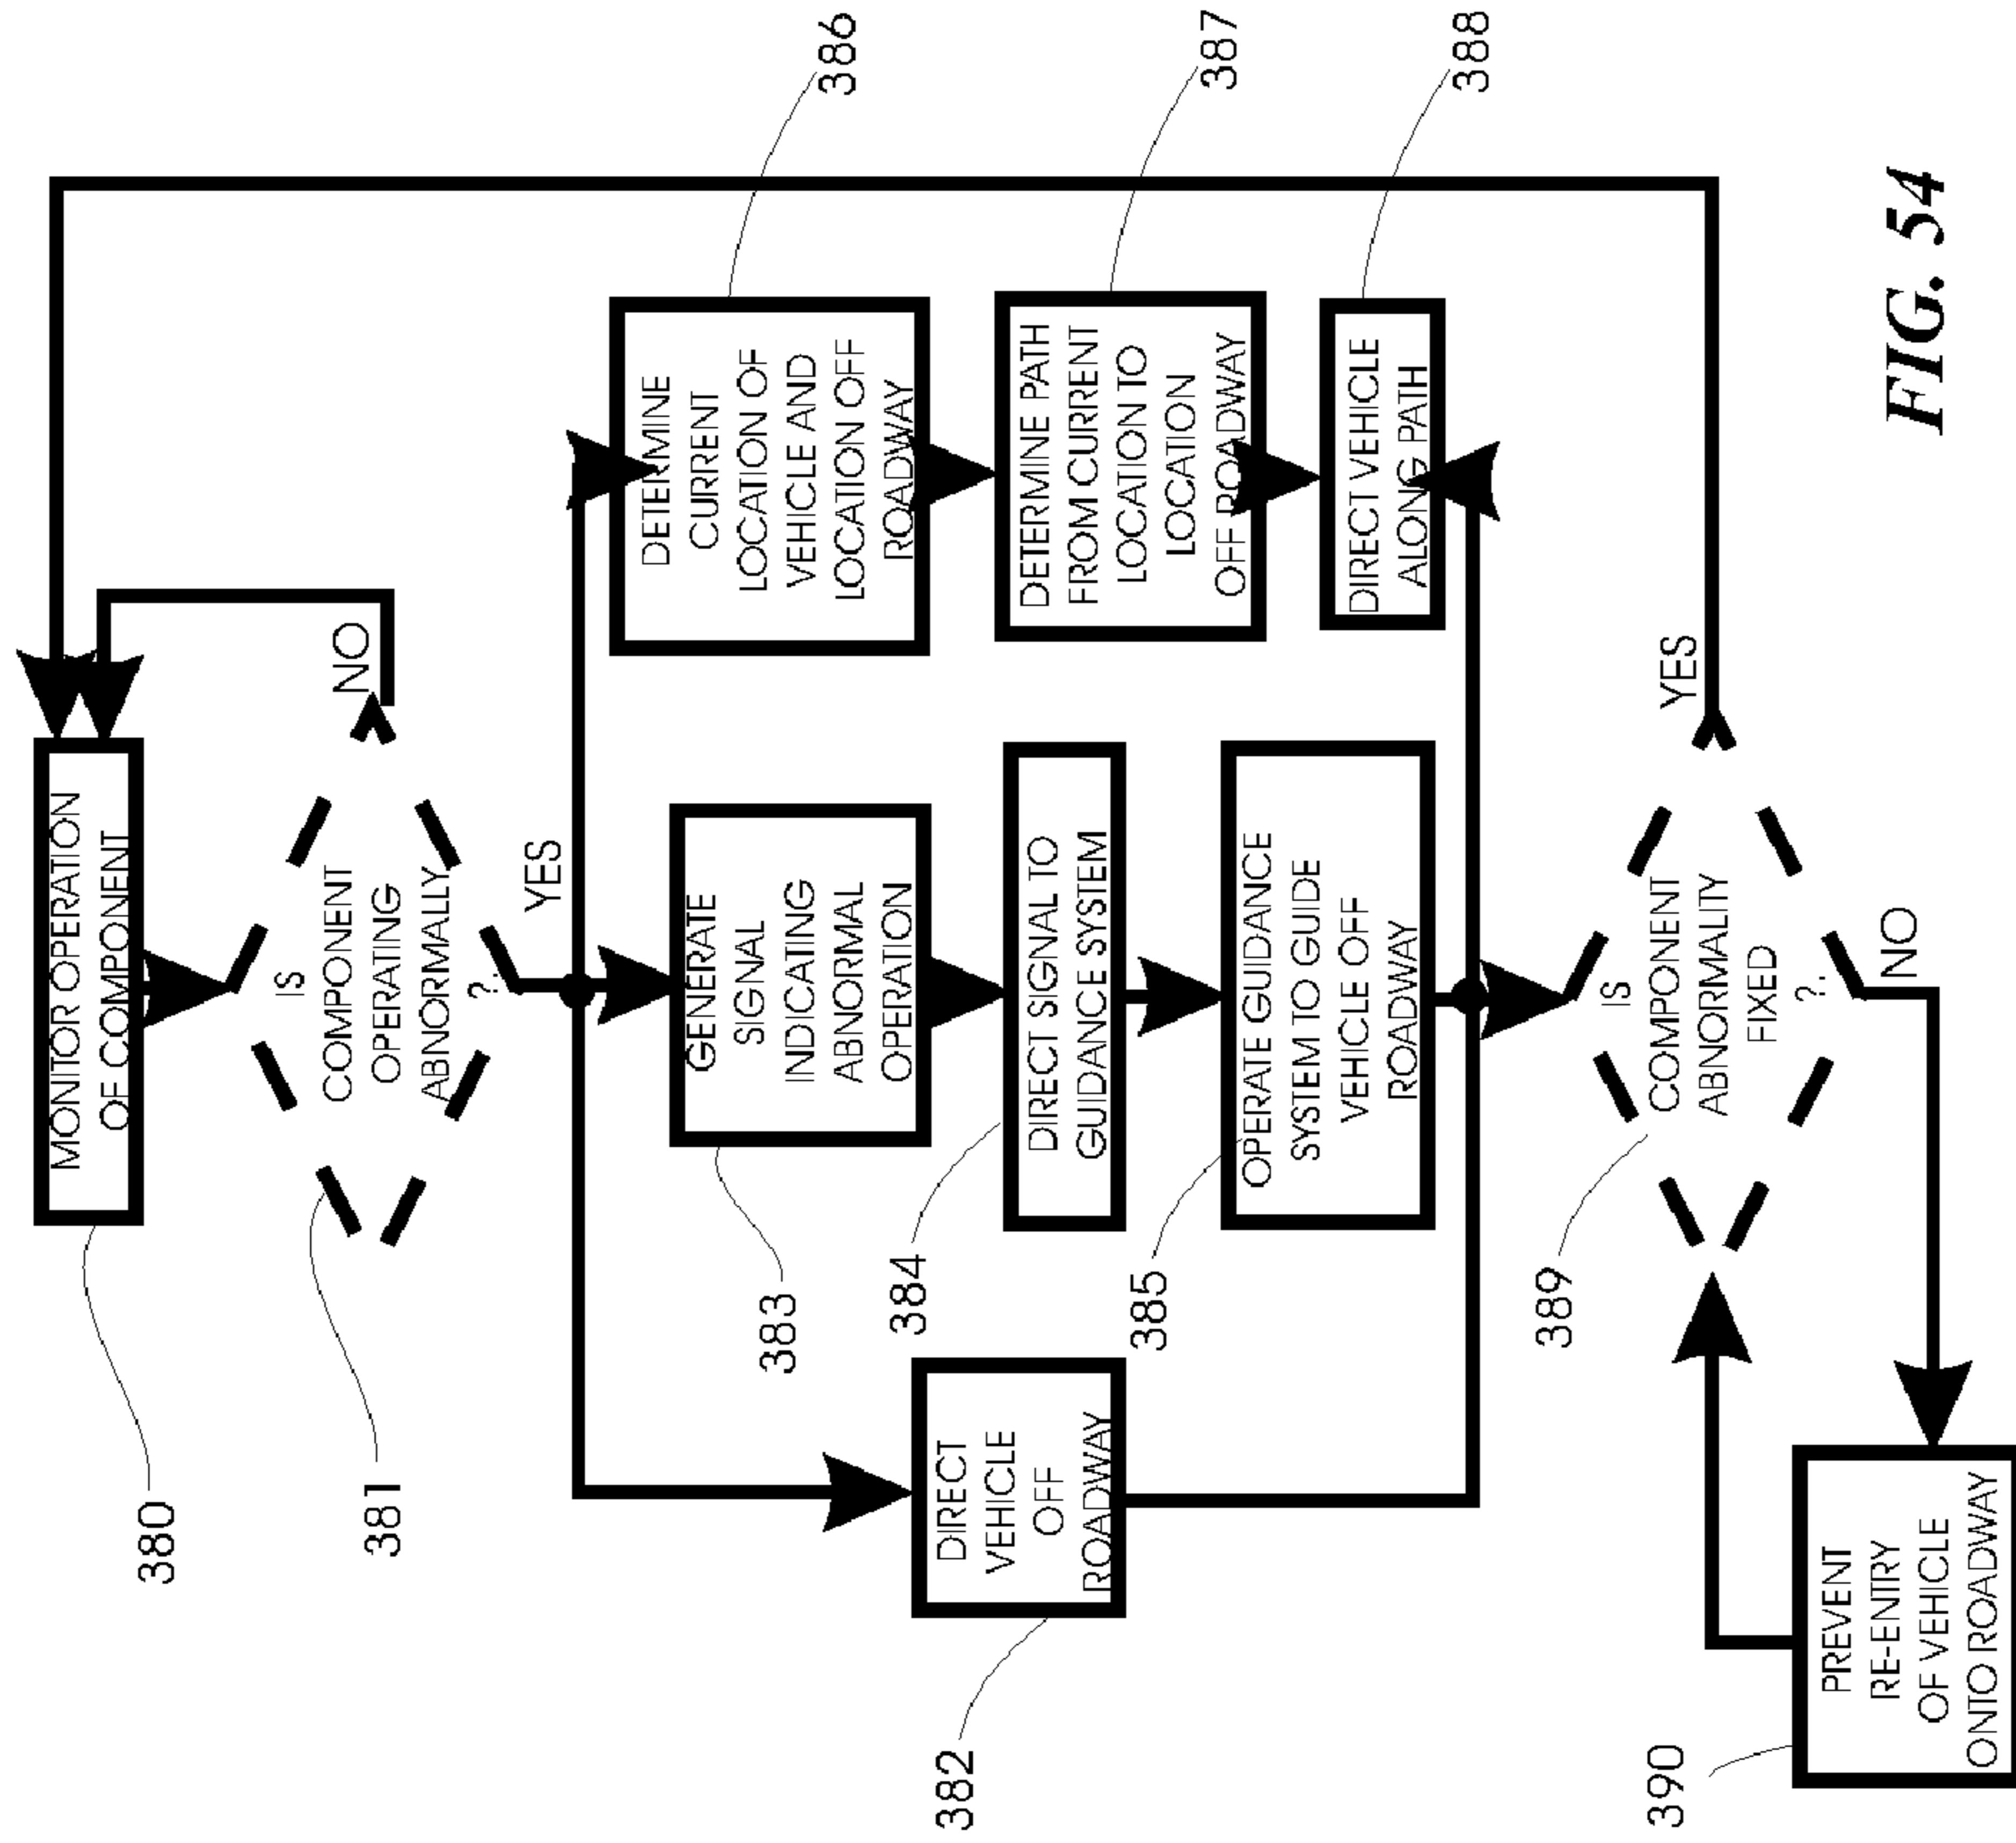 MONITOR OPERATION
OF COMPONENT
380
IS
COMPONENT
OPERATING
ABNORMALLY
?
381
NO
YES
DIRECT
VEHICLE
OFF
ROADWAY
382
GENERATE
SIGNAL
INDICATING
ABNORMAL
OPERATION
383
DIRECT SIGNAL TO
GUIDANCE SYSTEM
384
OPERATE GUIDANCE
SYSTEM TO GUIDE
VEHICLE OFF
ROADWAY
385
DETERMINE
CURRENT
LOCATION OF
VEHICLE AND
LOCATION OFF
ROADWAY
386
DETERMINE PATH
FROM CURRENT
LOCATION TO
LOCATION
OFF ROADWAY
387
DIRECT VEHICLE
ALONG PATH
388
IS
COMPONENT
ABNORMALITY
FIXED
?
389
YES
NO
PREVENT
RE-ENTRY
OF VEHICLE
ONTO ROADWAY
390
FIG. 54